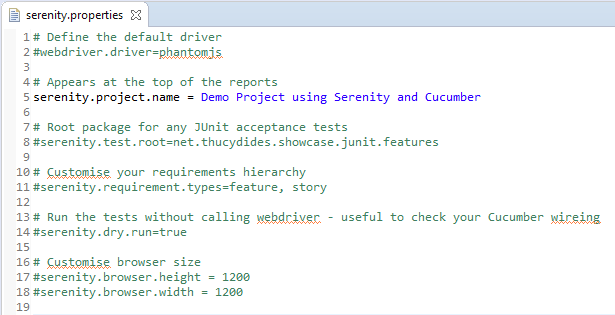 serenity.properties
1 # Define the default driver
2 #webdriver.driver=phantomjs
3
4 # Appears at the top of the reports
5 serenity.project.name = Demo Project using Serenity and Cucumber
6
7 # Root package for any JUnit acceptance tests
8 #serenity.test.root=net.thucydides.showcase.junit.features
9
10 # Customise your requirements hierarchy
11 #serenity.requirement.types=feature, story
12
13 # Run the tests without calling webdriver - useful to check your Cucumber wireing
14 #serenity.dry.run=true
15
16 # Customise browser size
17 #serenity.browser.height = 1200
18 #serenity.browser.width = 1200
19